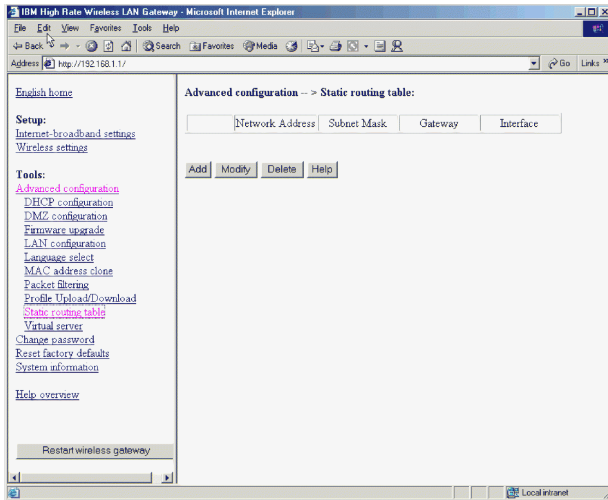 IBM High Rate Wireless LAN Gateway - Microsoft Internet Explorer
File Edit View Favorites Tools Help
Back Search Favorites Media
Address http://192.168.1.1/ Go Links »
English home
Setup:
Internet-broadband settings
Wireless settings
Tools:
Advanced configuration
DHCP configuration
DMZ configuration
Firmware upgrade
LAN configuration
Language select
MAC address clone
Packet filtering
Profile Upload/Download
Static routing table
Virtual server
Change password
Reset factory defaults
System information
Help overview
Restart wireless gateway
Advanced configuration -- > Static routing table:
Network Address Subnet Mask Gateway Interface
Add Modify Delete Help
Local intranet